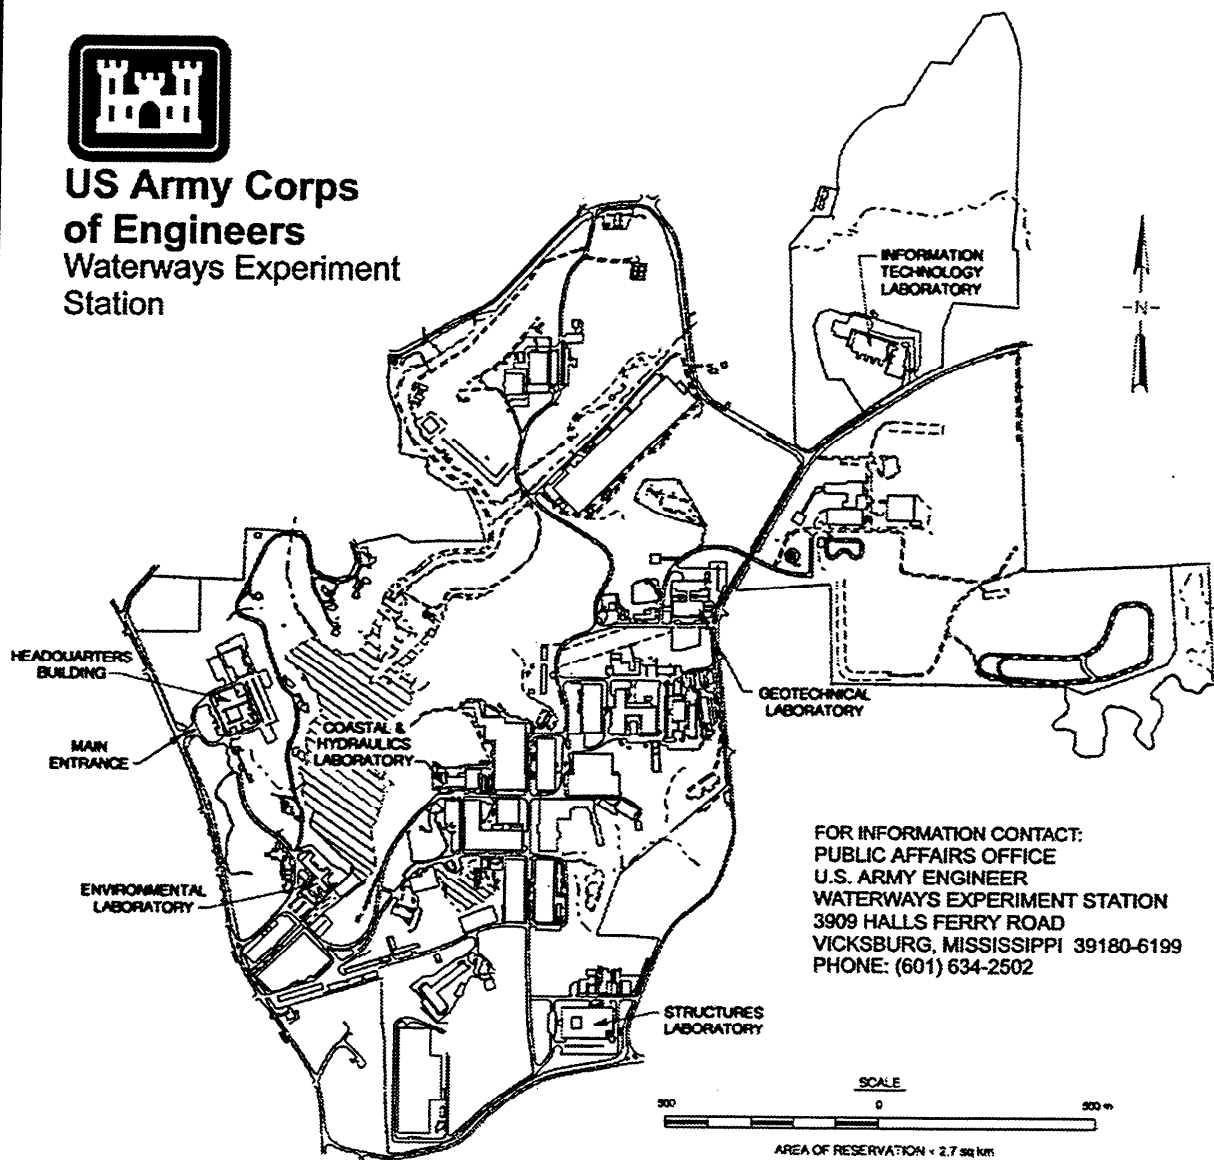 US Army Corps
of Engineers
Waterways Experiment
Station
INFORMATION
TECHNOLOGY
LABORATORY
N
HEADQUARTERS
BUILDING
MAIN
ENTRANCE
COASTAL &
HYDRAULICS
LABORATORY
GEOTECHNICAL
LABORATORY
ENVIRONMENTAL
LABORATORY
FOR INFORMATION CONTACT:
PUBLIC AFFAIRS OFFICE
U.S. ARMY ENGINEER
WATERWAYS EXPERIMENT STATION
3909 HALLS FERRY ROAD
VICKSBURG, MISSISSIPPI 39180-6199
PHONE: (601) 634-2502
STRUCTURES
LABORATORY
SCALE
500 0 500 m
AREA OF RESERVATION = 2.7 sq km